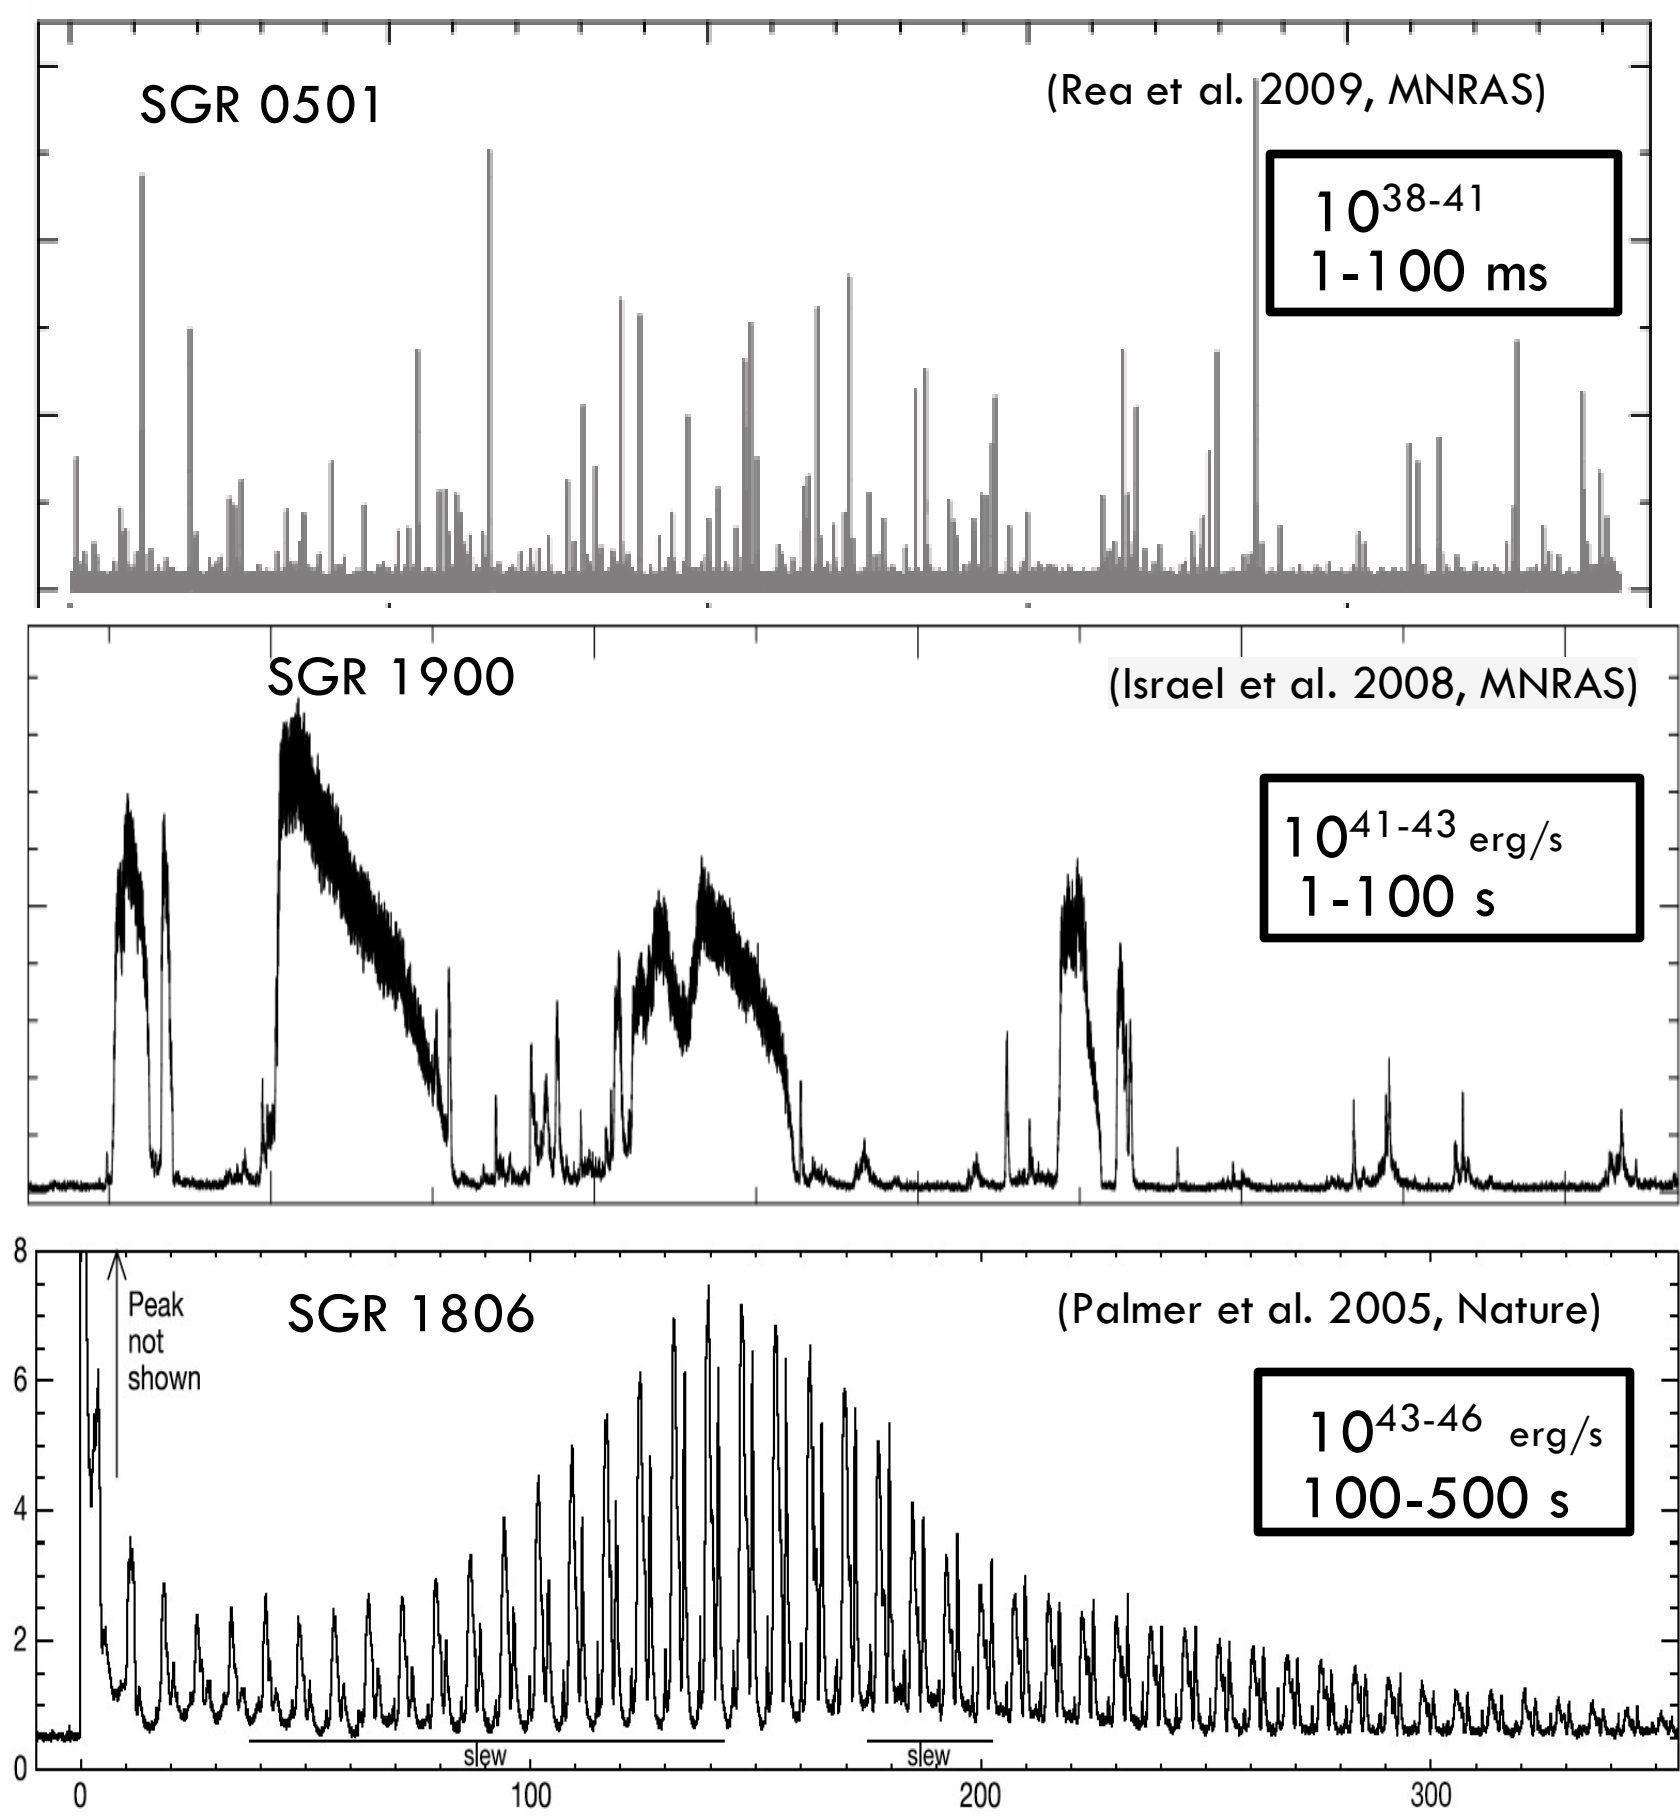 SGR 0501
(Rea et al. 2009, MNRAS)
10^38-41
1-100 ms
SGR 1900
(Israel et al. 2008, MNRAS)
10^41-43 erg/s
1-100 s
8
Peak
not
shown
SGR 1806
(Palmer et al. 2005, Nature)
6
10^43-46 erg/s
100-500 s
4
2
slew
slew
0
0
100
200
300